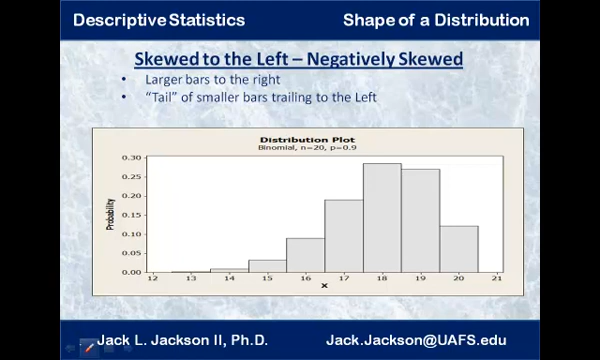 Descriptive Statistics Shape of a Distribution
Skewed to the Left – Negatively Skewed
• Larger bars to the right
• “Tail” of smaller bars trailing to the Left
Distribution Plot
Binomial, n=20, p=0.9
0.30
0.25
0.20
0.15
0.10
0.05
0.00
Probability
12 13 14 15 16 17 18 19 20 21
X
Jack L. Jackson II, Ph.D. Jack.Jackson@UAFS.edu